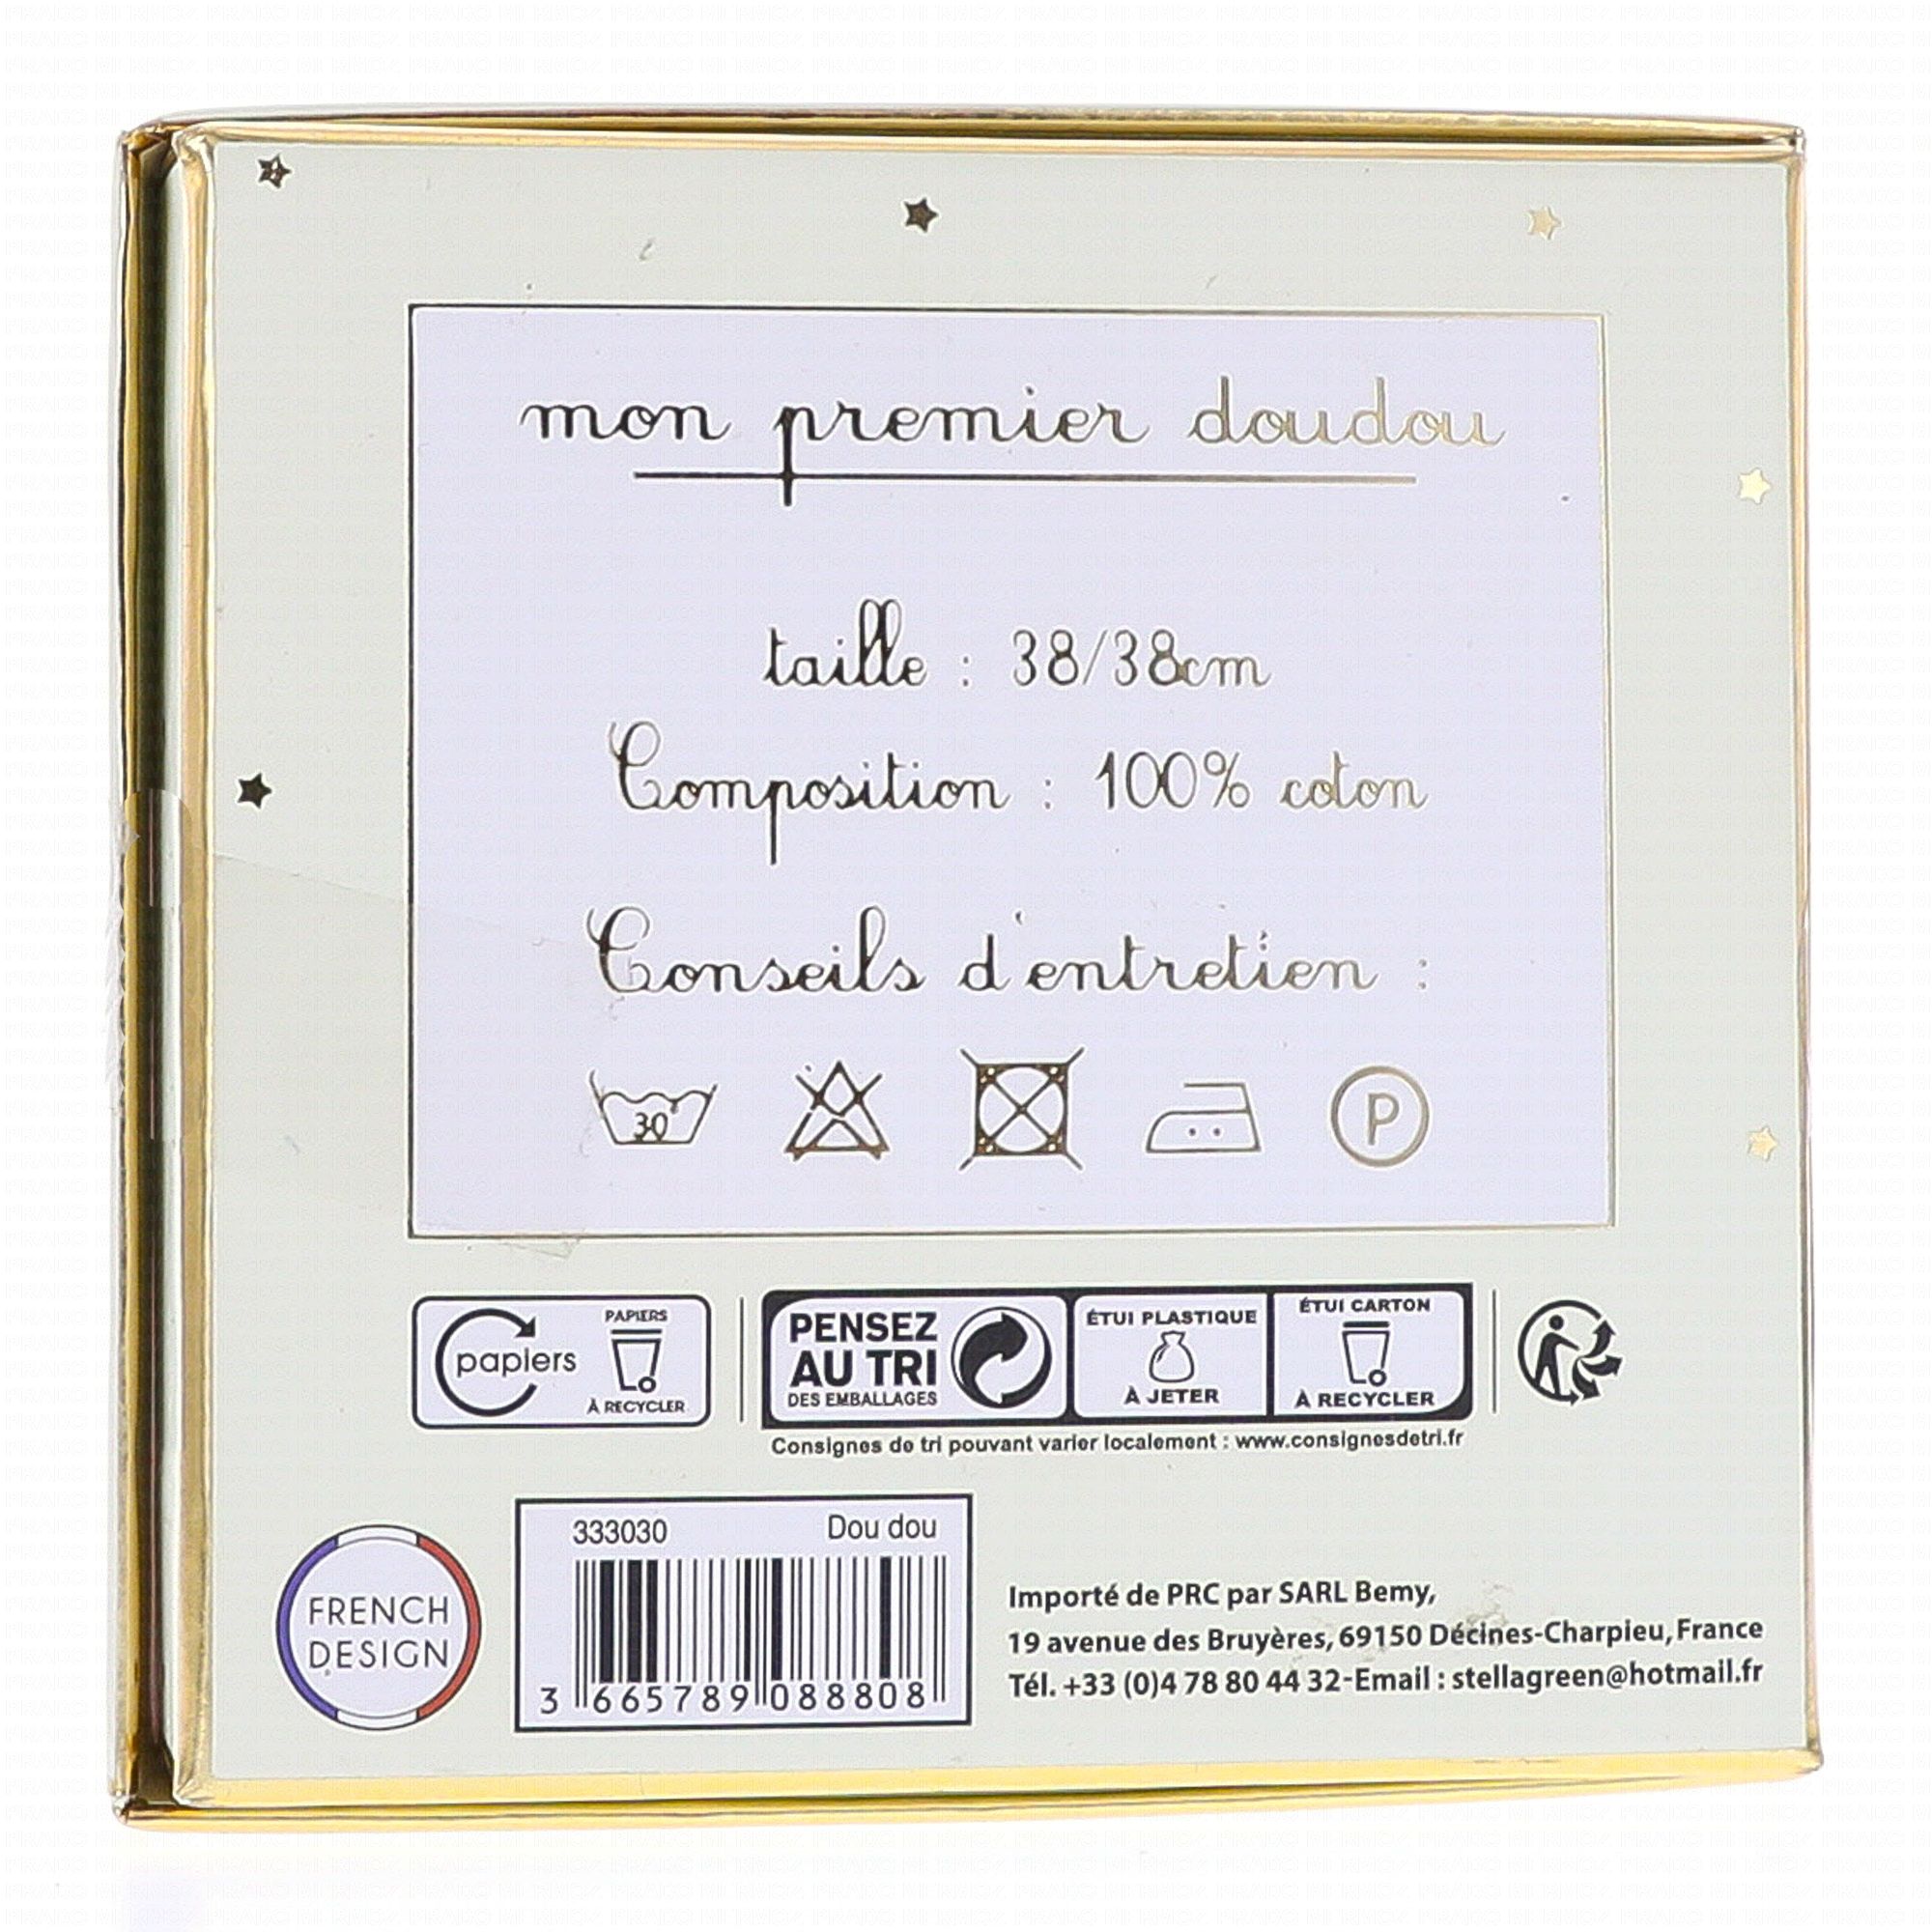 mon premier doudou
taille : 38/38cm
Composition : 100% coton
Conseils d'entretien :
30
P
papiers
PAPIERS
À RECYCLER
PENSEZ
AU TRI
DES EMBALLAGES
ÉTUI PLASTIQUE
À JETER
ÉTUI CARTON
À RECYCLER
Consignes de tri pouvant varier localement : www.consignesdetri.fr
FRENCH
DESIGN
333030 Dou dou
3 665789 088808
Importé de PRC par SARL Bemy,
19 avenue des Bruyères, 69150 Décines-Charpieu, France
Tél. +33 (0)4 78 80 44 32-Email : stellagreen@hotmail.fr